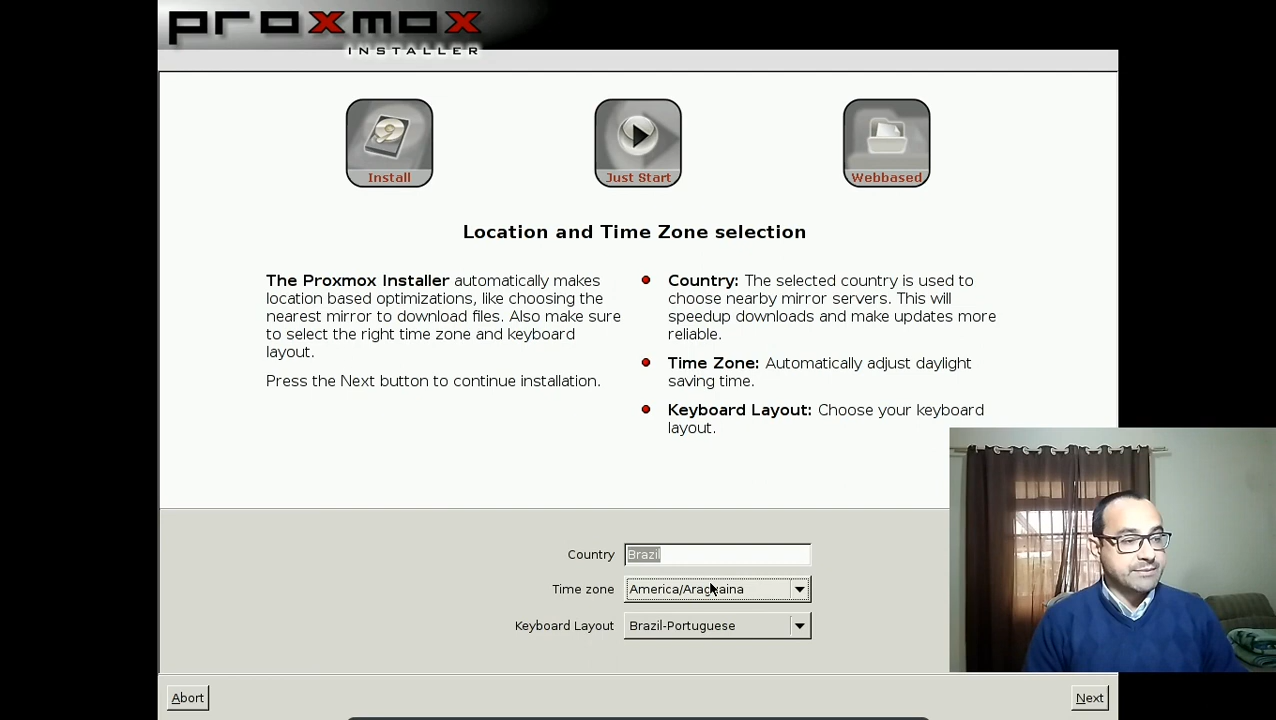 proxmox
INSTALLER
Install
Just Start
Webbased
Location and Time Zone selection
The Proxmox Installer automatically makes
location based optimizations, like choosing the
nearest mirror to download files. Also make sure
to select the right time zone and keyboard
layout.
Press the Next button to continue installation.
Country: The selected country is used to
choose nearby mirror servers. This will
speedup downloads and make updates more
reliable.
Time Zone: Automatically adjust daylight
saving time.
Keyboard Layout: Choose your keyboard
layout.
Country Brazil
Time zone America/Araguaina
Keyboard Layout Brazil-Portuguese
Abort
Next